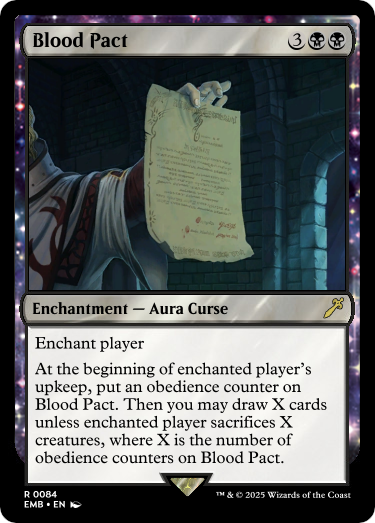 Blood Pact 3
Enchantment — Aura Curse
Enchant player
At the beginning of enchanted player's
upkeep, put an obedience counter on
Blood Pact. Then you may draw X cards
unless enchanted player sacrifices X
creatures, where X is the number of
obedience counters on Blood Pact.
R 0084
EMB • EN
™ & © 2025 Wizards of the Coast